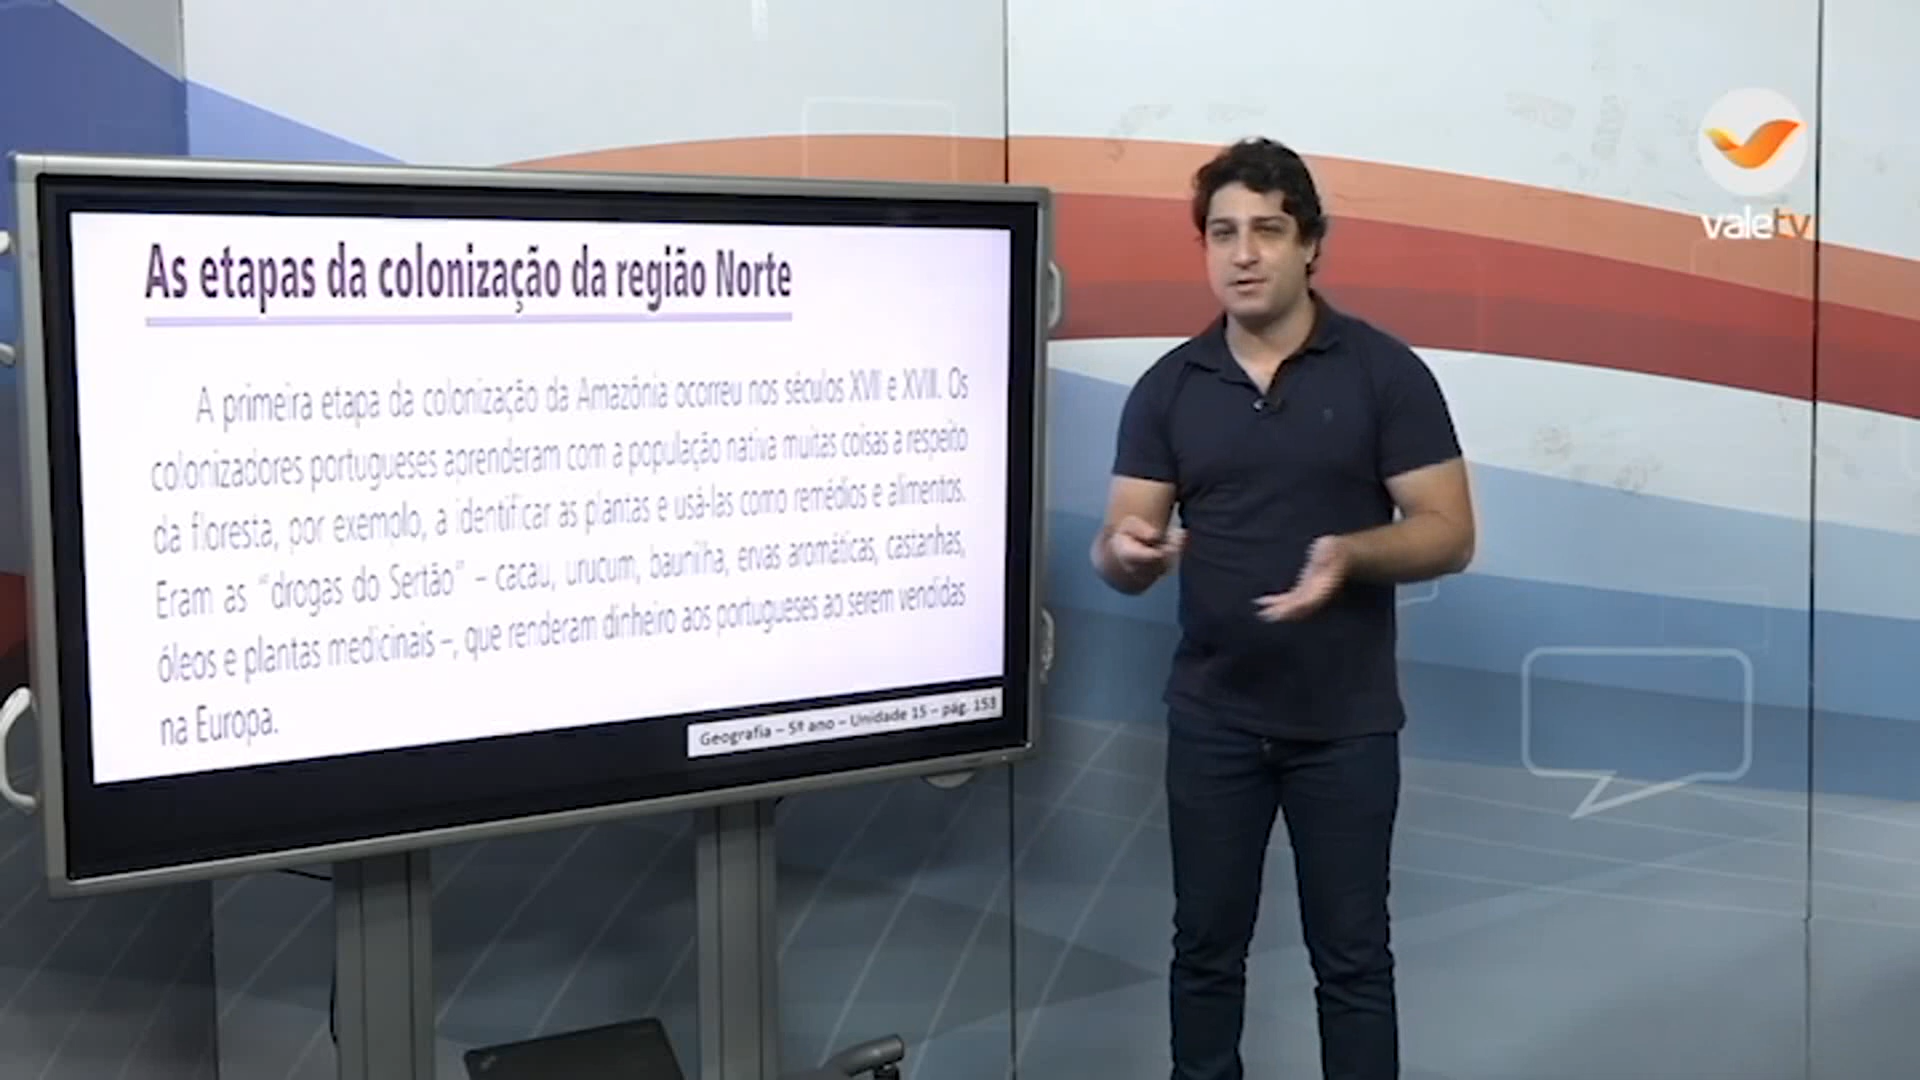 As etapas da colonização da região Norte
A primeira etapa da colonização da Amazônia ocorreu nos séculos XVII e XVIII. Os
colonizadores portugueses aprenderam com a população nativa muitas coisas a respeito
da floresta, por exemplo, a identificar as plantas e usá-las como remédios e alimentos.
Eram as “drogas do Sertão” – cacau, urucum, baunilha, ervas aromáticas, castanhas,
óleos e plantas medicinais –, que renderam dinheiro aos portugueses ao serem vendidas
na Europa.
Geografia – 5º ano – Unidade 15 – pág. 153
valetv